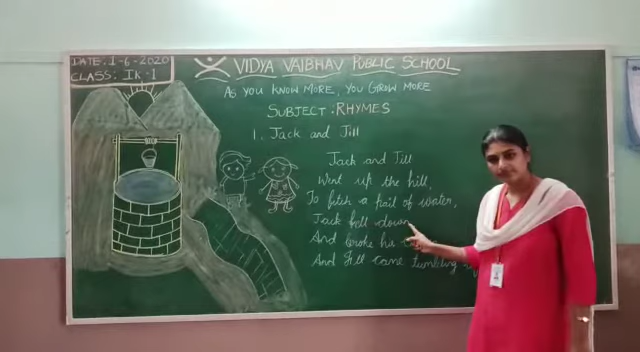 DATE: 1-6-2020
CLASS: IK-1
VIDYA VAIBHAV PUBLIC SCHOOL
AS YOU KNOW MORE, YOU GROW MORE
SUBJECT: RHYMES
1. Jack and Jill
Jack and Jill
Went up the hill,
To fetch a pail of water,
Jack fell down
And broke his
And Jill came tumbling